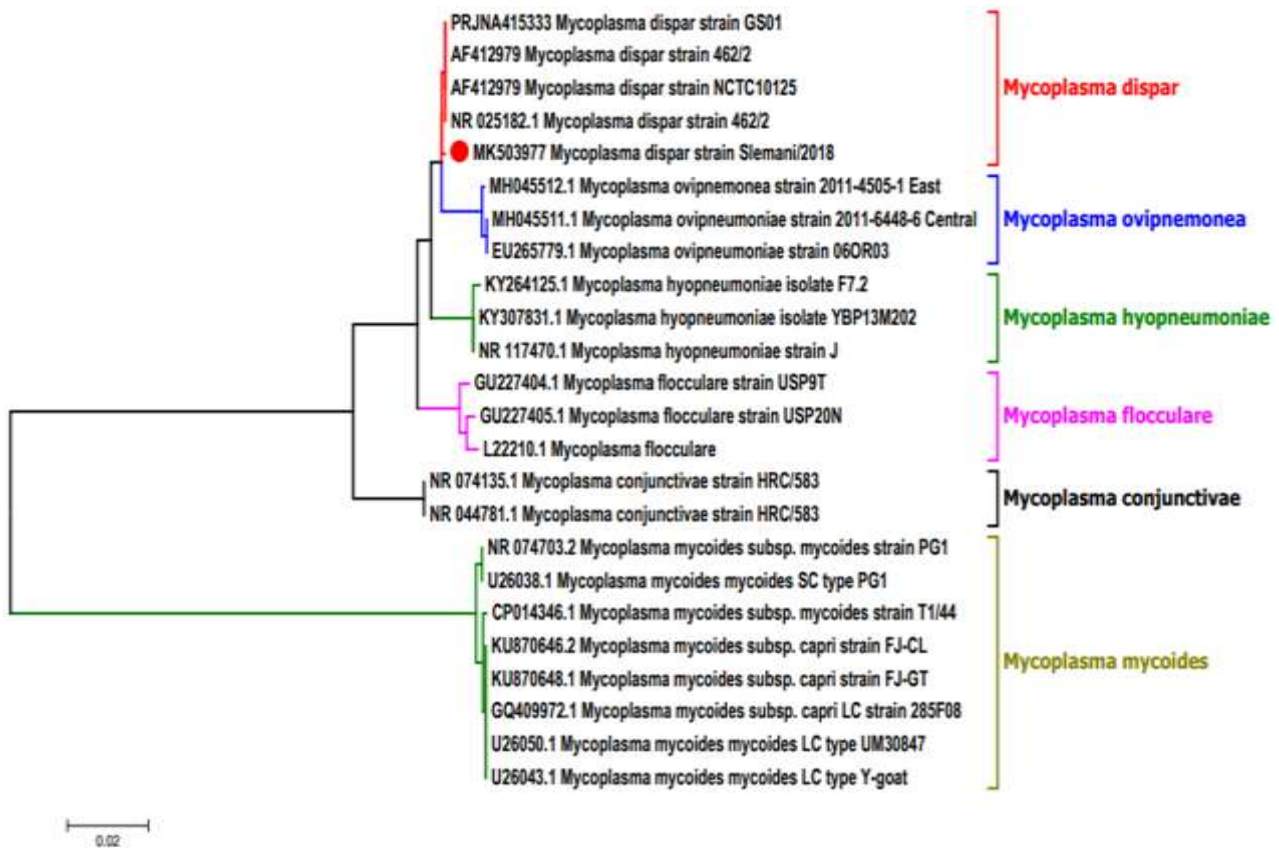 PRJNA415333 Mycoplasma dispar strain GS01
AF412979 Mycoplasma dispar strain 462/2
AF412979 Mycoplasma dispar strain NCTC10125
Mycoplasma dispar
NR 025182.1 Mycoplasma dispar strain 462/2
MK503977 Mycoplasma dispar strain Slemani/2018
MH045512.1 Mycoplasma ovipnemonea strain 2011-4505-1 East
MH045511.1 Mycoplasma ovipneumoniae strain 2011-6448-6 Central
Mycoplasma ovipnemonea
EU265779.1 Mycoplasma ovipneumoniae strain 06OR03
KY264125.1 Mycoplasma hyopneumoniae isolate F7.2
KY307831.1 Mycoplasma hyopneumoniae isolate YBP13M202
Mycoplasma hyopneumoniae
NR 117470.1 Mycoplasma hyopneumoniae strain J
GU227404.1 Mycoplasma flocculare strain USP9T
GU227405.1 Mycoplasma flocculare strain USP20N
Mycoplasma flocculare
L22210.1 Mycoplasma flocculare
NR 074135.1 Mycoplasma conjunctivae strain HRC/583
Mycoplasma conjunctivae
NR 044781.1 Mycoplasma conjunctivae strain HRC/583
NR 074703.2 Mycoplasma mycoides subsp. mycoides strain PG1
U26038.1 Mycoplasma mycoides mycoides SC type PG1
CP014346.1 Mycoplasma mycoides subsp. mycoides strain T1/44
KU870646.2 Mycoplasma mycoides subsp. capri strain FJ-CL
Mycoplasma mycoides
KU870648.1 Mycoplasma mycoides subsp. capri strain FJ-GT
GQ409972.1 Mycoplasma mycoides subsp. capri LC strain 285F08
U26050.1 Mycoplasma mycoides mycoides LC type UM30847
U26043.1 Mycoplasma mycoides mycoides LC type Y-goat
0.02